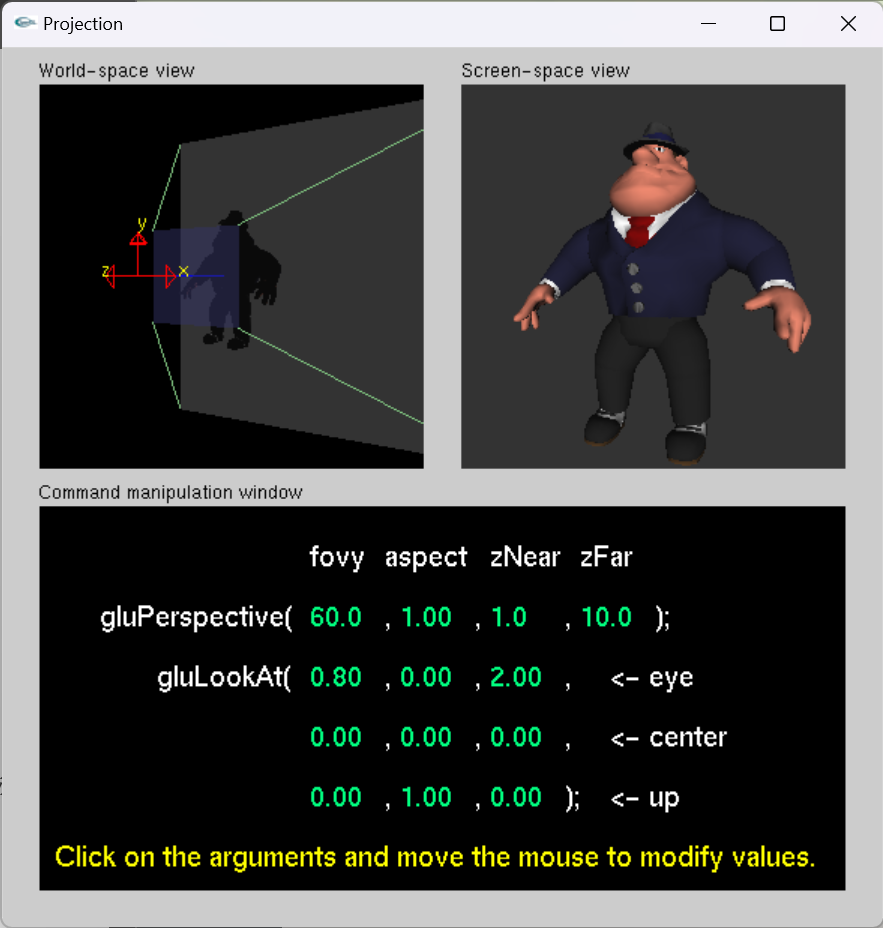 Projection
World-space view
Screen-space view
y
z
x
Command manipulation window
fovy aspect zNear zFar
gluPerspective( 60.0 , 1.00 , 1.0 , 10.0 );
gluLookAt( 0.80 , 0.00 , 2.00 , <- eye
0.00 , 0.00 , 0.00 , <- center
0.00 , 1.00 , 0.00 ); <- up
Click on the arguments and move the mouse to modify values.